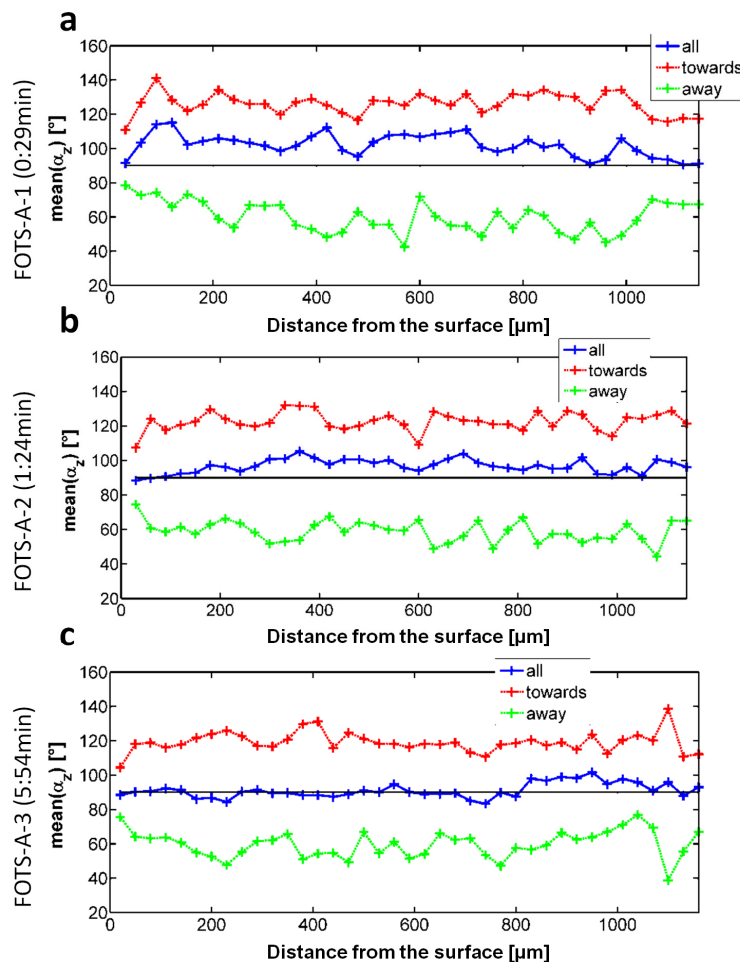 a
FOTS-A-1 (0:29min)
mean(α_z) [°]
160
140
120
100
80
60
40
20
0 200 400 600 800 1000
Distance from the surface [µm]
all
towards
away
b
FOTS-A-2 (1:24min)
mean(α_z) [°]
160
140
120
100
80
60
40
20
0 200 400 600 800 1000
Distance from the surface [µm]
all
towards
away
c
FOTS-A-3 (5:54min)
mean(α_z) [°]
160
140
120
100
80
60
40
20
0 200 400 600 800 1000
Distance from the surface [µm]
all
towards
away